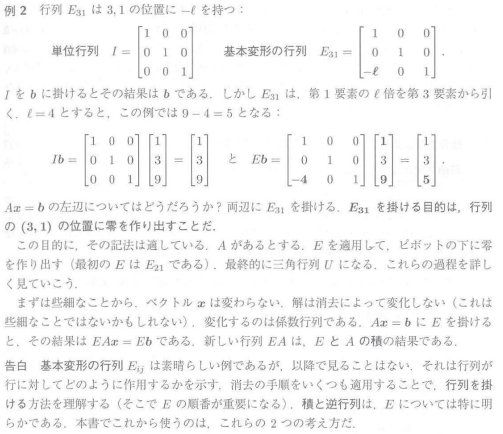 例 2 行列 E₃₁ は 3,1 の位置に −ℓ を持つ：
単位行列 I = [1 0 0; 0 1 0; 0 0 1] 基本変形の行列 E₃₁ = [1 0 0; 0 1 0; −ℓ 0 1].
I を b に掛けるとその結果は b である．しかし E₃₁ は，第 1 要素の ℓ 倍を第 3 要素から引
く．ℓ = 4 とすると，この例では 9 − 4 = 5 となる：
Ib = [1 0 0; 0 1 0; 0 0 1] [1; 3; 9] = [1; 3; 9] と Eb = [1 0 0; 0 1 0; −4 0 1] [1; 3; 9] = [1; 3; 5].
Ax = b の左辺についてはどうだろうか？両辺に E₃₁ を掛ける．E₃₁ を掛ける目的は，行列
の (3,1) の位置に零を作り出すことだ．
この目的に，その記法は適している．A があるとする．E を適用して，ピボットの下に零
を作り出す（最初の E は E₂₁ である）．最終的に三角行列 U になる．これらの過程を詳し
く見ていこう．
まずは些細なことから．ベクトル x は変わらない．解は消去によって変化しない（これは
些細なことではないかもしれない）．変化するのは係数行列である．Ax = b に E を掛ける
と，その結果は EAx = Eb である．新しい行列 EA は，E と A の積の結果である．
告白 基本変形の行列 Eᵢⱼ は素晴らしい例であるが，以降で見ることはない．それは行列が
行に対してどのように作用するかを示す．消去の手順をいくつも適用することで，行列を掛
ける方法を理解する（そこで E の順番が重要になる）．積と逆行列は，E については特に明
らかである．本書でこれから使うのは，これらの 2 つの考え方だ．